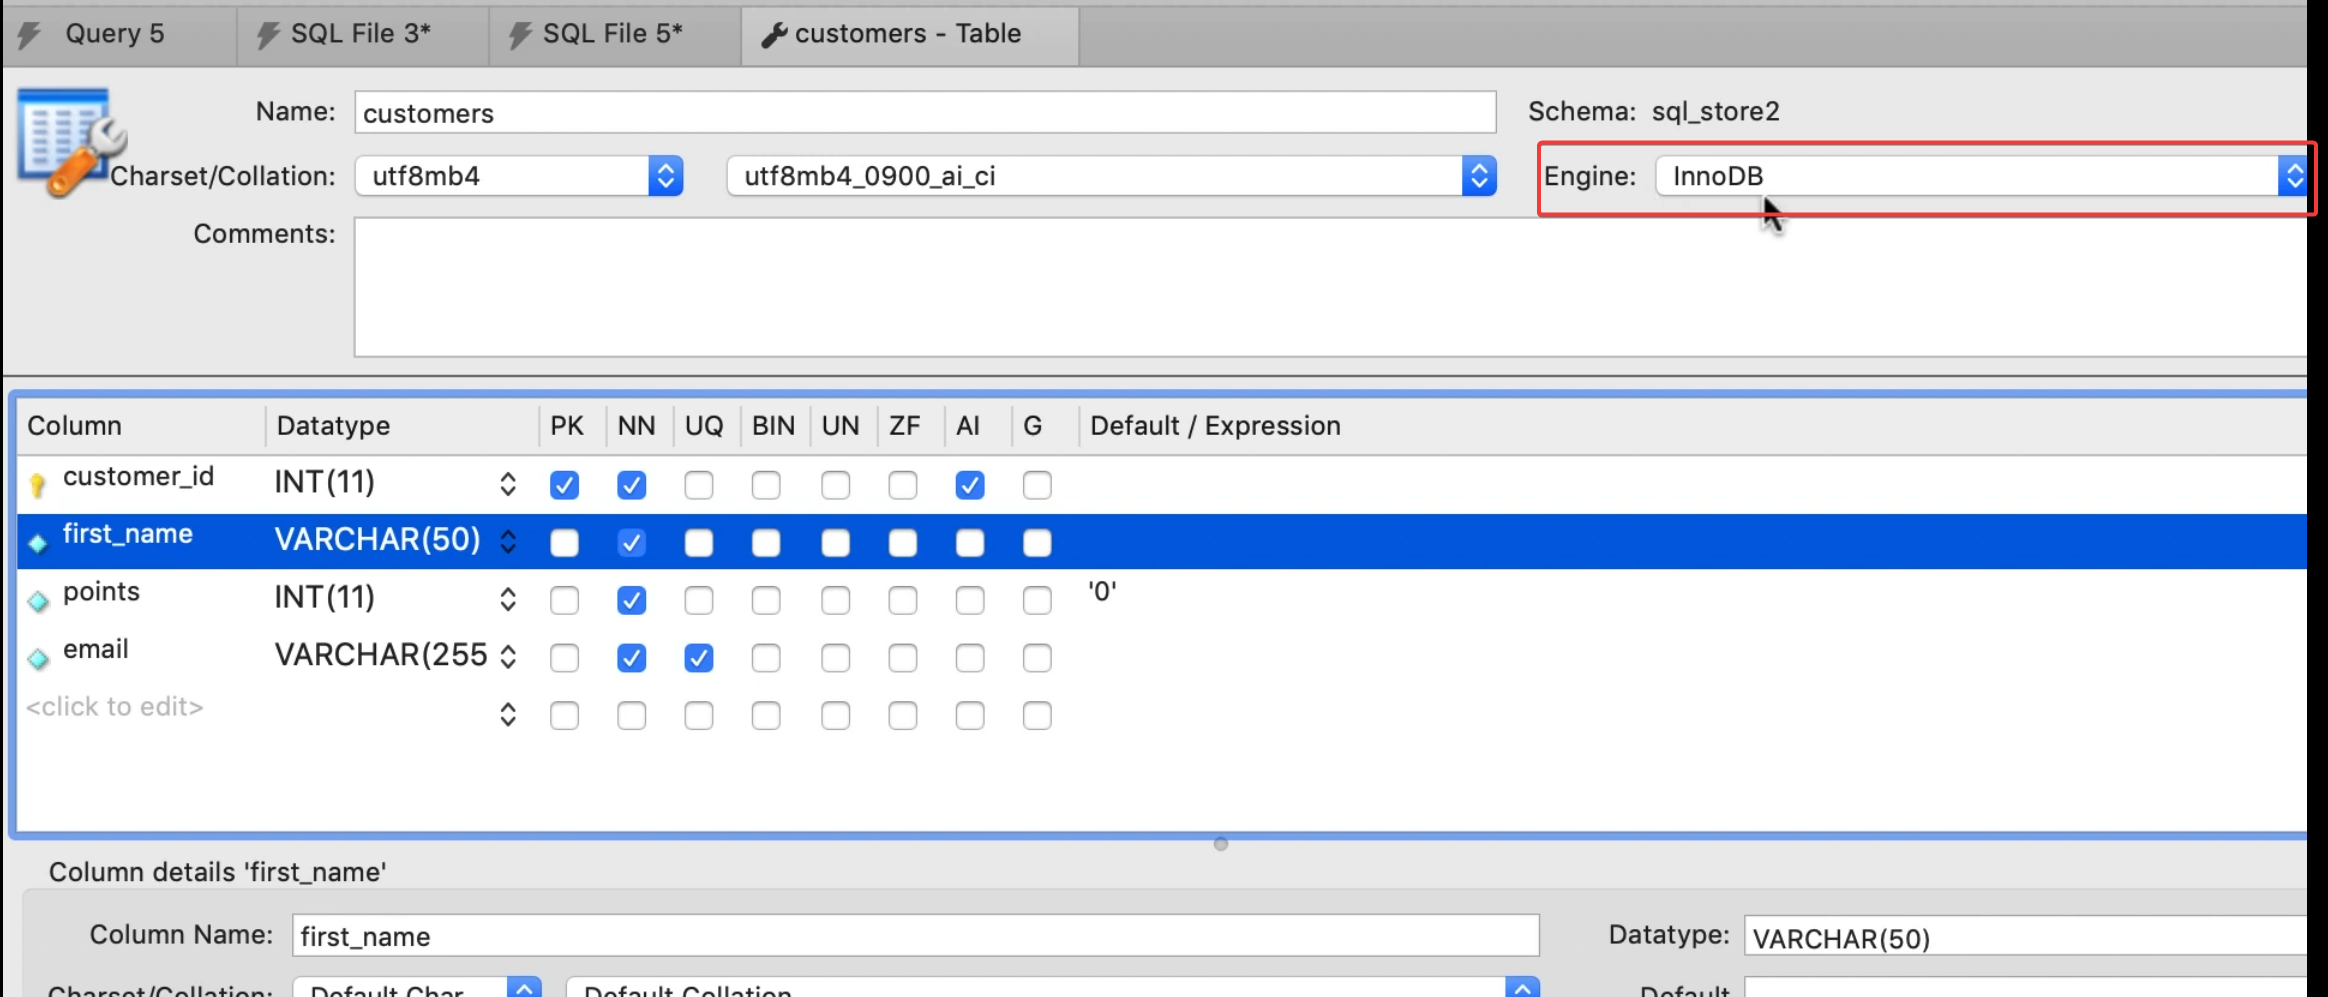 Query 5 SQL File 3* SQL File 5* customers - Table
Name: customers Schema: sql_store2
Charset/Collation: utf8mb4 utf8mb4_0900_ai_ci Engine: InnoDB
Comments:
Column Datatype PK NN UQ BIN UN ZF AI G Default / Expression
customer_id INT(11)
first_name VARCHAR(50)
points INT(11) '0'
email VARCHAR(255
<click to edit>
Column details 'first_name'
Column Name: first_name Datatype: VARCHAR(50)
Charset/Collation: Default Char Default Collation Default